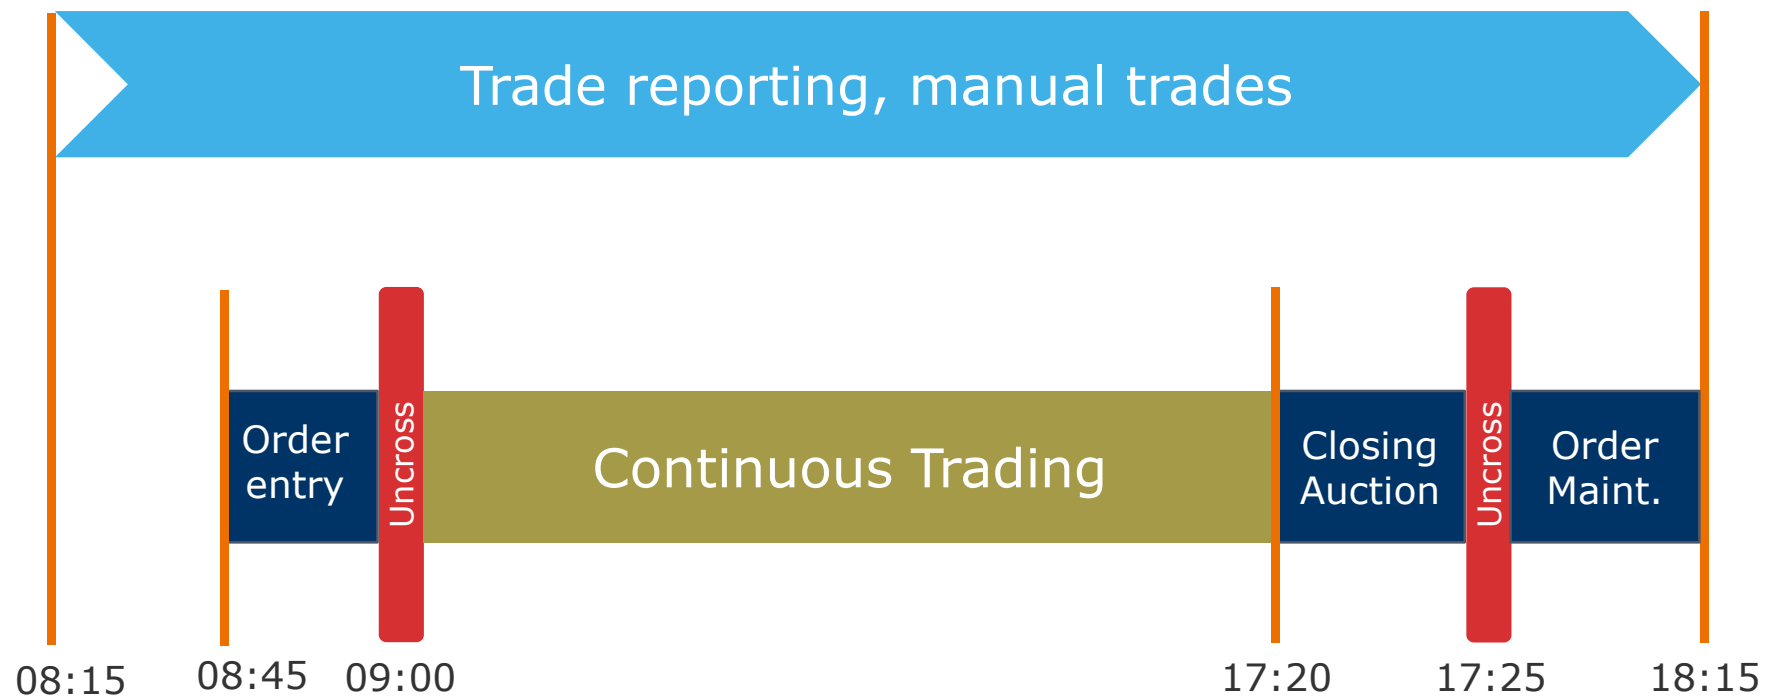 Trade reporting, manual trades
Order
entry
Uncross
Continuous Trading
Closing
Auction
Uncross
Order
Maint.
08:15
08:45
09:00
17:20
17:25
18:15